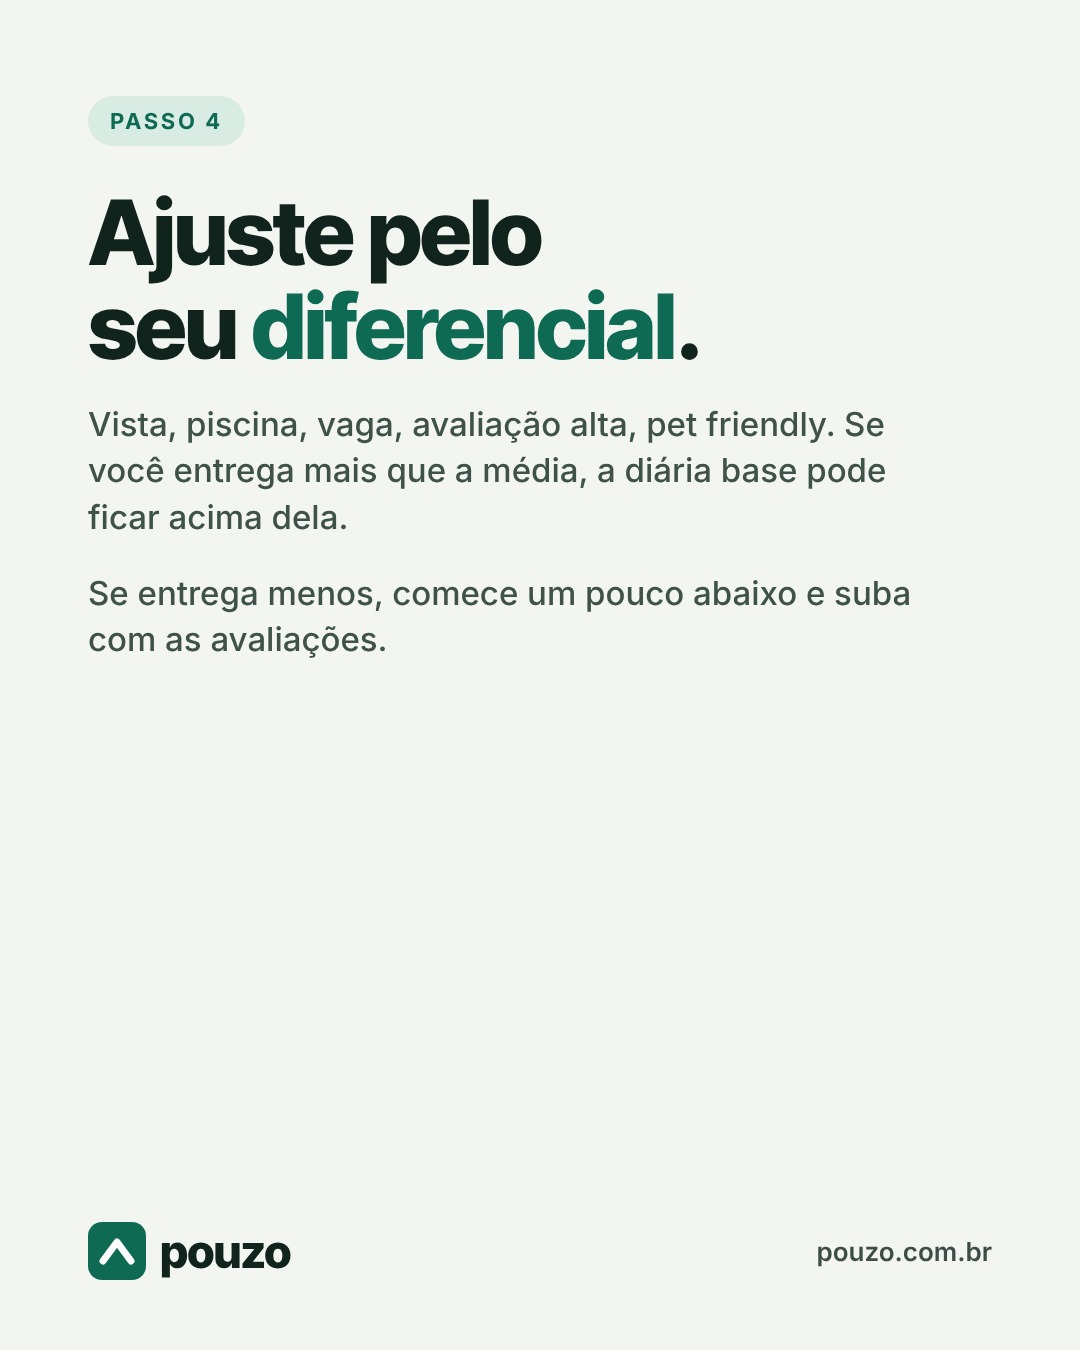 PASSO 4
Ajuste pelo
seu diferencial.
Vista, piscina, vaga, avaliação alta, pet friendly. Se
você entrega mais que a média, a diária base pode
ficar acima dela.
Se entrega menos, comece um pouco abaixo e suba
com as avaliações.
pouzo
pouzo.com.br